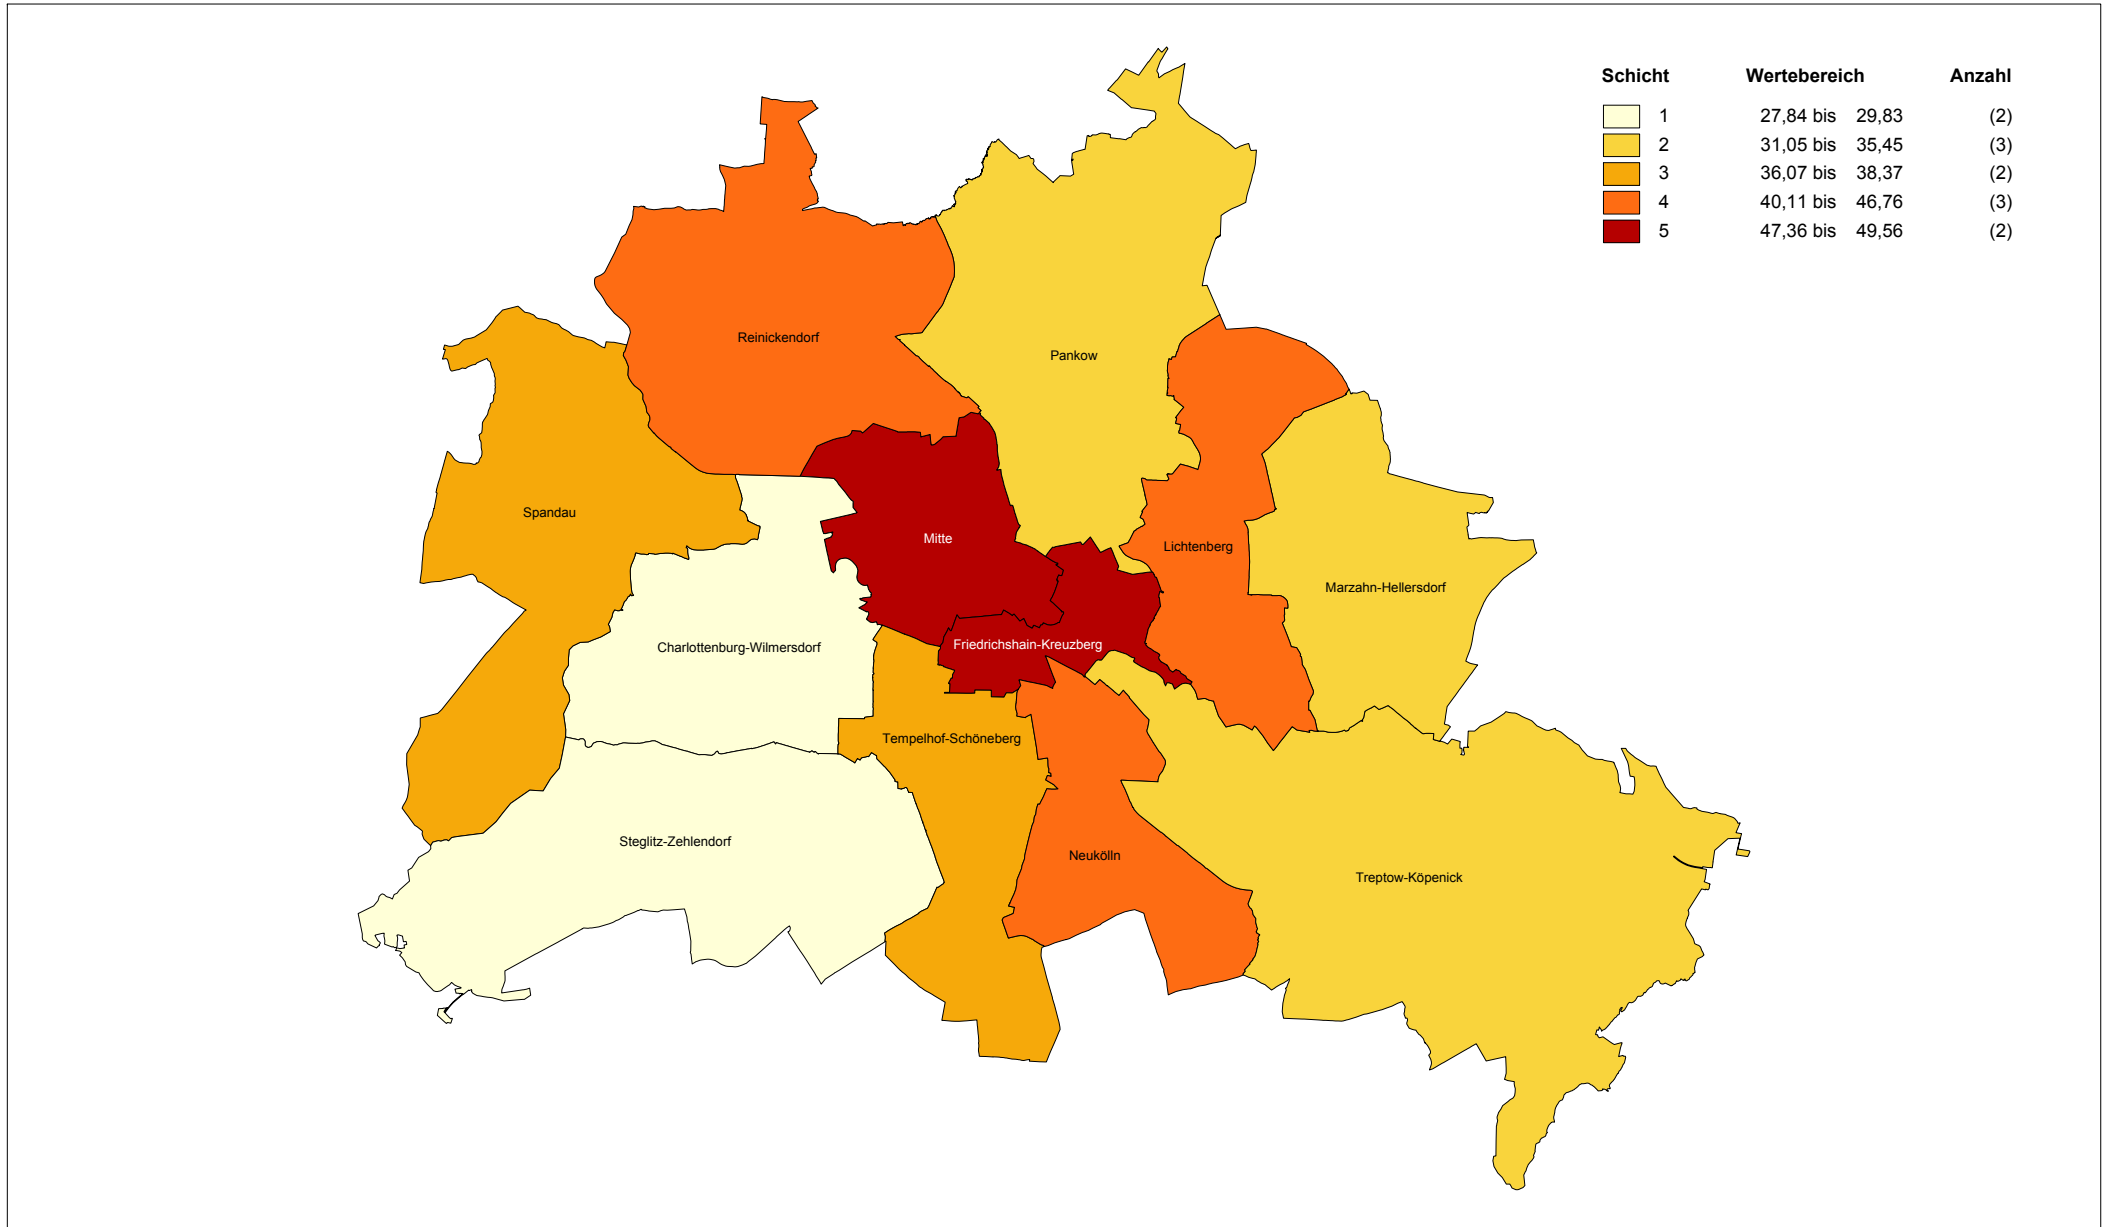 Schicht Wertebereich Anzahl
1 27,84 bis 29,83 (2)
2 31,05 bis 35,45 (3)
3 36,07 bis 38,37 (2)
4 40,11 bis 46,76 (3)
5 47,36 bis 49,56 (2)
Reinickendorf
Pankow
Spandau
Mitte
Lichtenberg
Marzahn-Hellersdorf
Charlottenburg-Wilmersdorf
Friedrichshain-Kreuzberg
Tempelhof-Schöneberg
Steglitz-Zehlendorf
Neukölln
Treptow-Köpenick